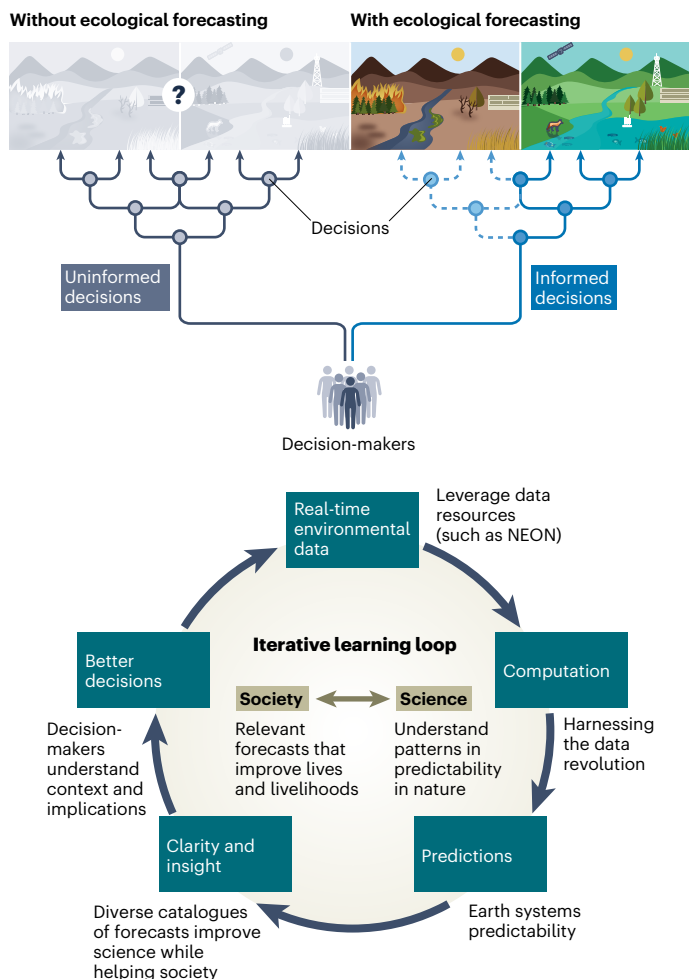 Without ecological forecasting
With ecological forecasting
?
Decisions
Uninformed
decisions
Informed
decisions
Decision-makers
Real-time
environmental
data
Leverage data
resources
(such as NEON)
Computation
Harnessing
the data
revolution
Predictions
Earth systems
predictability
Clarity and
insight
Diverse catalogues
of forecasts improve
science while
helping society
Better
decisions
Decision-
makers
understand
context and
implications
Iterative learning loop
Society
Relevant
forecasts that
improve lives
and livelihoods
Science
Understand
patterns in
predictability
in nature